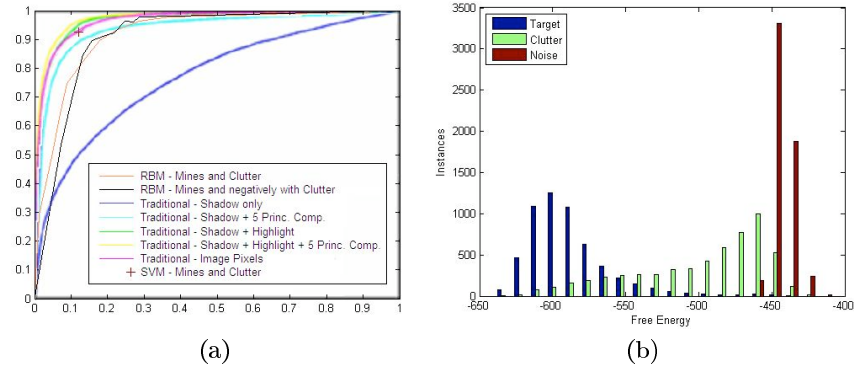 1
0.9
0.8
0.7
0.6
0.5
0.4
0.3
0.2
0.1
0
RBM - Mines and Clutter
RBM - Mines and negatively with Clutter
Traditional - Shadow only
Traditional - Shadow + 5 Princ. Comp.
Traditional - Shadow + Highlight
Traditional - Shadow + Highlight + 5 Princ. Comp.
Traditional - Image Pixels
SVM - Mines and Clutter
0 0.1 0.2 0.3 0.4 0.5 0.6 0.7 0.8 0.9 1
(a)
3500
3000
2500
2000
1500
1000
500
0
Instances
Target
Clutter
Noise
-650 -600 -550 -500 -450 -400
Free Energy
(b)